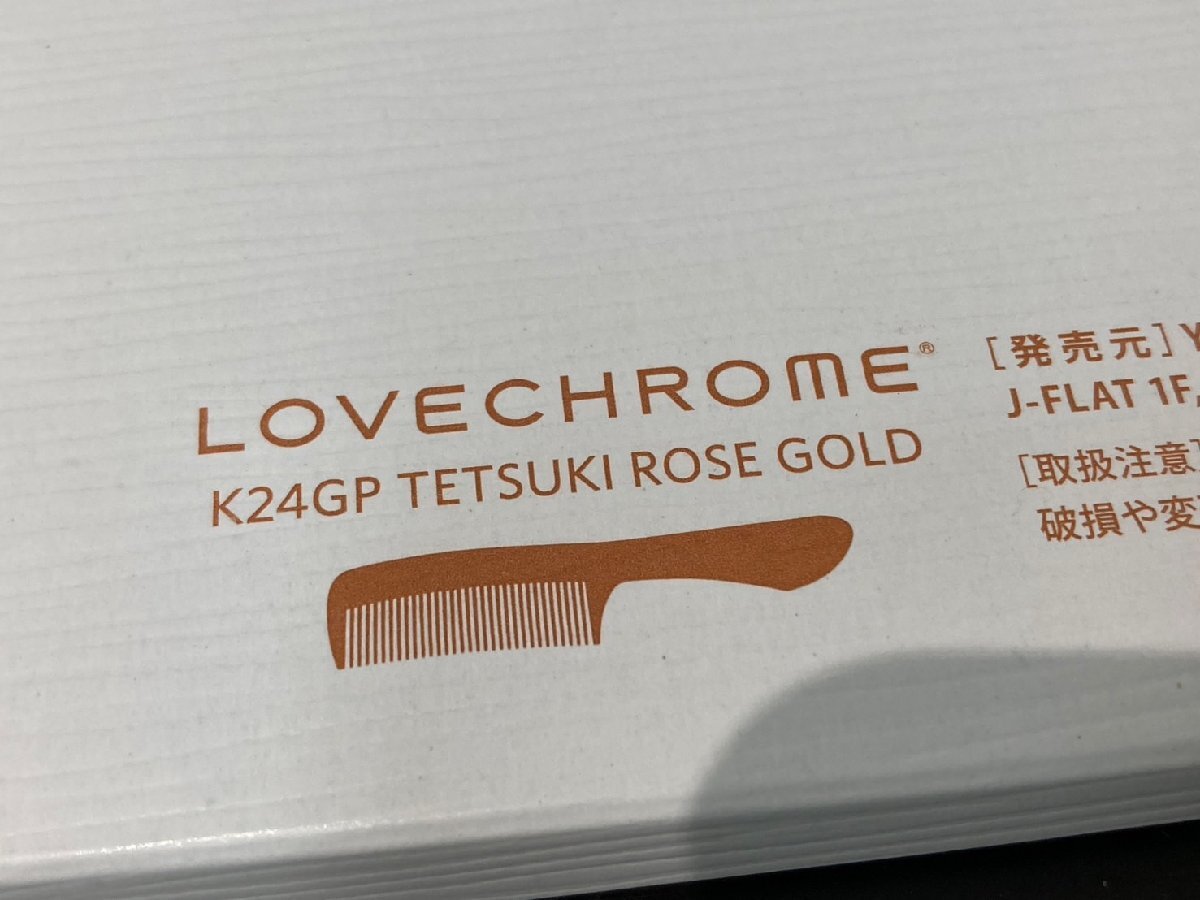 LOVECHROME®
K24GP TETSUKI ROSE GOLD
[発売元] Y
J-FLAT 1F,
[取扱注意]
破損や変